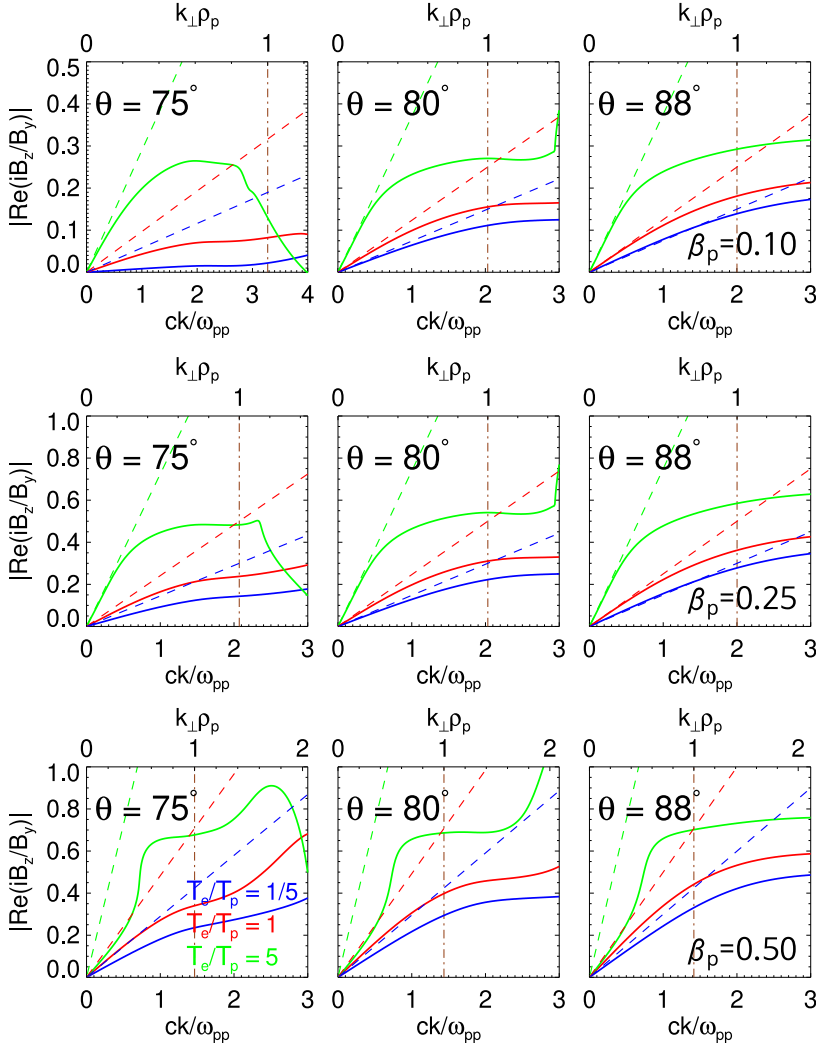 k⊥ρp k⊥ρp k⊥ρp
0 1 0 1 0 1
|Re(iBz/By)|
0.5
0.4
0.3
0.2
0.1
0.0
θ = 75° θ = 80° θ = 88°
βp=0.10
0 1 2 3 4 0 1 2 3 0 1 2 3
ck/ωpp ck/ωpp ck/ωpp
k⊥ρp k⊥ρp k⊥ρp
0 1 0 1 0 1
|Re(iBz/By)|
1.0
0.8
0.6
0.4
0.2
0.0
θ = 75° θ = 80° θ = 88°
βp=0.25
0 1 2 3 0 1 2 3 0 1 2 3
ck/ωpp ck/ωpp ck/ωpp
k⊥ρp k⊥ρp k⊥ρp
0 1 2 0 1 2 0 1 2
|Re(iBz/By)|
1.0
0.8
0.6
0.4
0.2
0.0
θ = 75° θ = 80° θ = 88°
Te/Tp = 1/5
Te/Tp = 1
Te/Tp = 5
βp=0.50
0 1 2 3 0 1 2 3 0 1 2 3
ck/ωpp ck/ωpp ck/ωpp